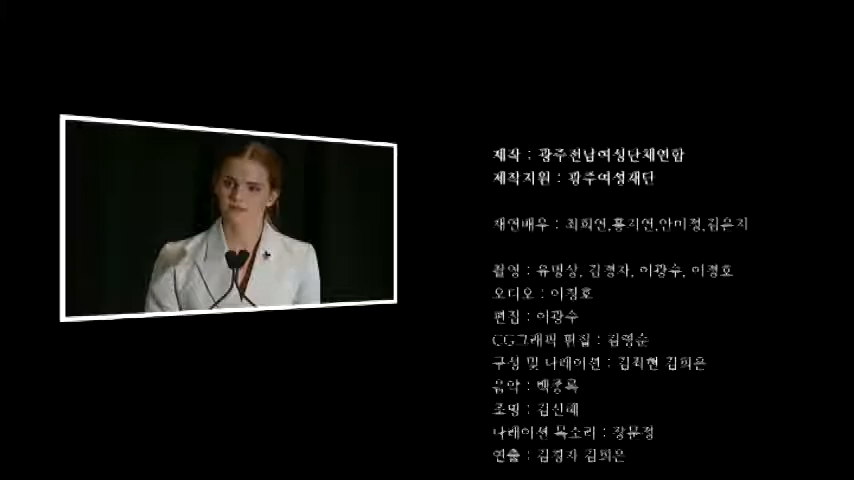 제작 : 광주전남여성단체연합
제작지원 : 광주여성재단
재연배우 : 최희연,홍리연,안미정,김은지
촬영 : 유명상, 김경자, 이광수, 이경호
오디오 : 이경호
편집 : 이광수
CG그래픽 편집 : 김영순
구성 및 나레이션 : 김희은
음악 : 백종록
조명 : 김신혜
나레이션 목소리 : 장문정
연출 : 김경자 김희은